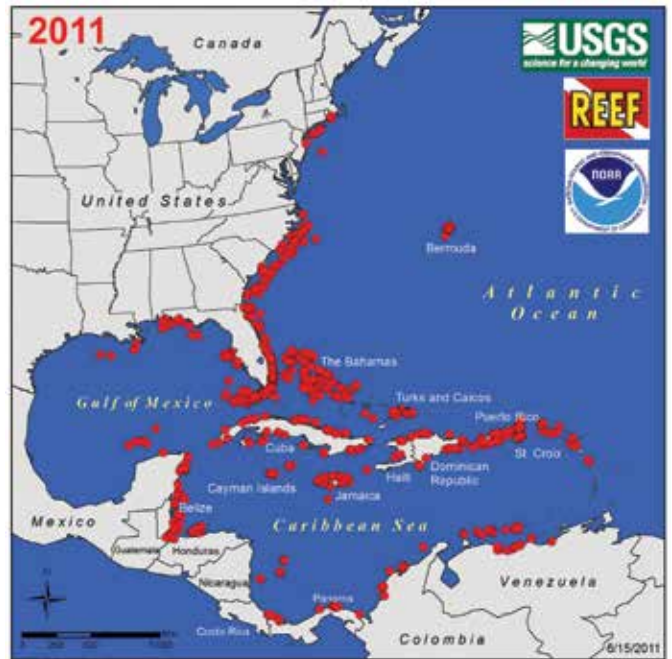 2011
Canada
USGS
science for a changing world
REEF
NOAA
United States
Bermuda
Atlantic
Ocean
The Bahamas
Gulf of Mexico
Turks and Caicos
Puerto Rico
Cuba
St. Croix
Haiti
Dominican
Republic
Cayman Islands
Jamaica
Mexico
Belize
Caribbean Sea
Guatemala
Honduras
Nicaragua
Venezuela
Panama
Costa Rica
Colombia
6/15/2011